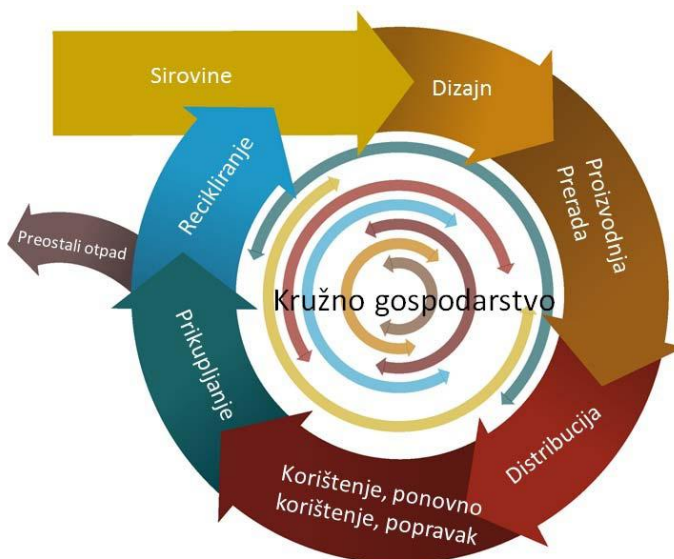 Sirovine
Dizajn
Proizvodnja
Prerada
Distribucija
Korištenje, ponovno
korištenje, popravak
Prikupljanje
Recikliranje
Preostali otpad
Kružno gospodarstvo